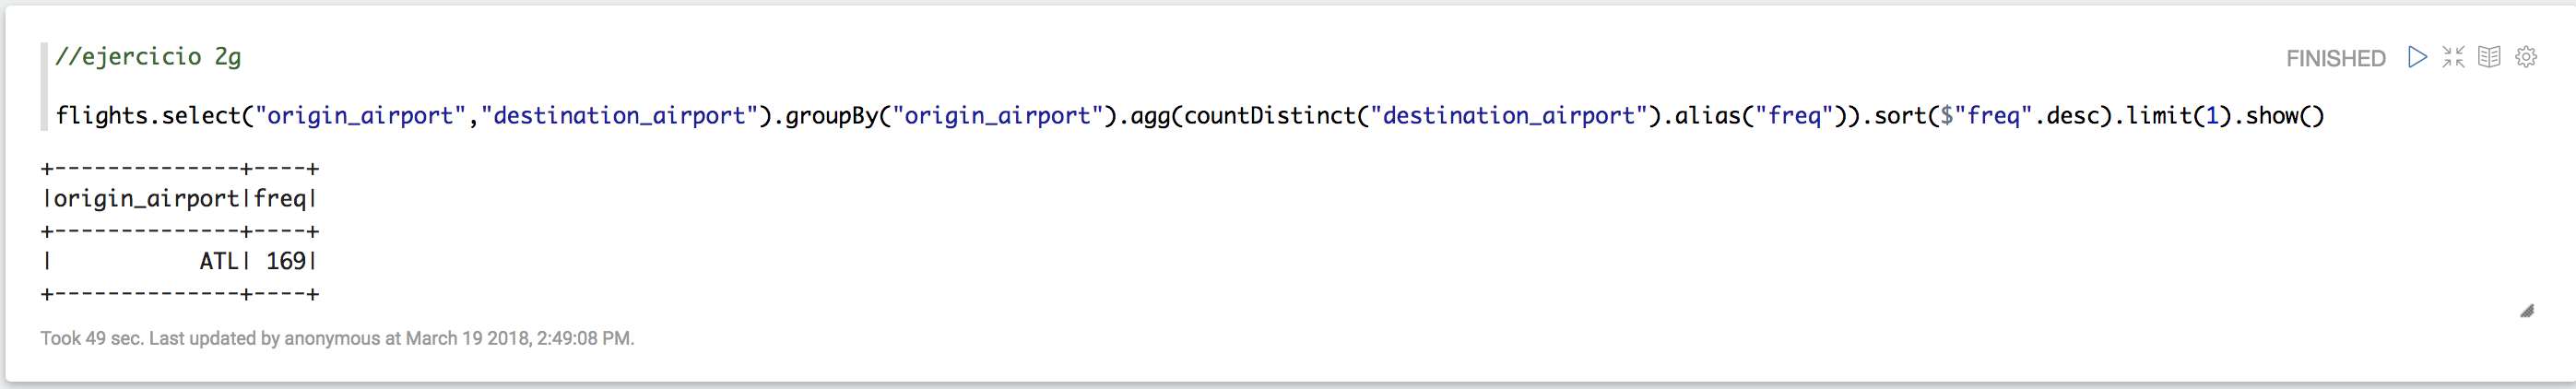 //ejercicio 2g
FINISHED
flights.select("origin_airport","destination_airport").groupBy("origin_airport").agg(countDistinct("destination_airport").alias("freq")).sort($"freq".desc).limit(1).show()
+--------------+----+
|origin_airport|freq|
+--------------+----+
|           ATL| 169|
+--------------+----+
Took 49 sec. Last updated by anonymous at March 19 2018, 2:49:08 PM.